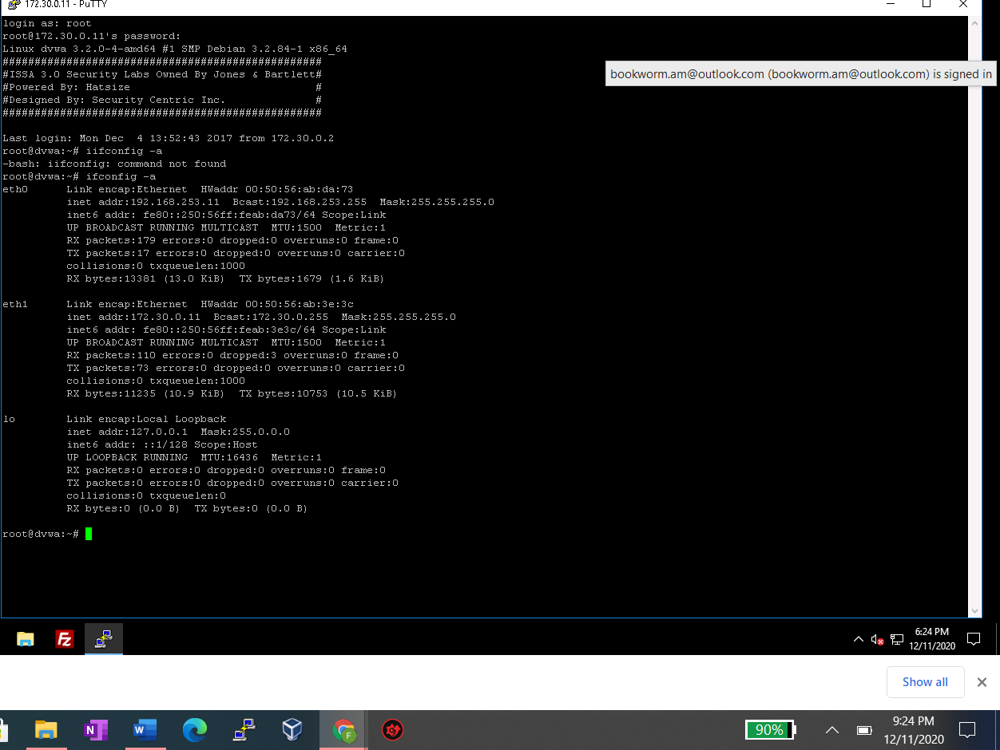 172.30.0.11 - PuTTY
login as: root
root@172.30.0.11's password:
Linux dvwa 3.2.0-4-amd64 #1 SMP Debian 3.2.84-1 x86_64
##################################################
#ISSA 3.0 Security Labs Owned By Jones & Bartlett#
#Powered By: Hatsize                             #
#Designed By: Security Centric Inc.              #
##################################################
bookworm.am@outlook.com (bookworm.am@outlook.com) is signed in
Last login: Mon Dec  4 13:52:43 2017 from 172.30.0.2
root@dvwa:~# iifconfig -a
-bash: iifconfig: command not found
root@dvwa:~# ifconfig -a
eth0      Link encap:Ethernet  HWaddr 00:50:56:ab:da:73
          inet addr:192.168.253.11  Bcast:192.168.253.255  Mask:255.255.255.0
          inet6 addr: fe80::250:56ff:feab:da73/64 Scope:Link
          UP BROADCAST RUNNING MULTICAST  MTU:1500  Metric:1
          RX packets:179 errors:0 dropped:0 overruns:0 frame:0
          TX packets:17 errors:0 dropped:0 overruns:0 carrier:0
          collisions:0 txqueuelen:1000
          RX bytes:13381 (13.0 KiB)  TX bytes:1679 (1.6 KiB)
eth1      Link encap:Ethernet  HWaddr 00:50:56:ab:3e:3c
          inet addr:172.30.0.11  Bcast:172.30.0.255  Mask:255.255.255.0
          inet6 addr: fe80::250:56ff:feab:3e3c/64 Scope:Link
          UP BROADCAST RUNNING MULTICAST  MTU:1500  Metric:1
          RX packets:110 errors:0 dropped:3 overruns:0 frame:0
          TX packets:73 errors:0 dropped:0 overruns:0 carrier:0
          collisions:0 txqueuelen:1000
          RX bytes:11235 (10.9 KiB)  TX bytes:10753 (10.5 KiB)
lo        Link encap:Local Loopback
          inet addr:127.0.0.1  Mask:255.0.0.0
          inet6 addr: ::1/128 Scope:Host
          UP LOOPBACK RUNNING  MTU:16436  Metric:1
          RX packets:0 errors:0 dropped:0 overruns:0 frame:0
          TX packets:0 errors:0 dropped:0 overruns:0 carrier:0
          collisions:0 txqueuelen:0
          RX bytes:0 (0.0 B)  TX bytes:0 (0.0 B)
root@dvwa:~#
Fz
6:24 PM
12/11/2020
Show all
N
W
F
90%
9:24 PM
12/11/2020